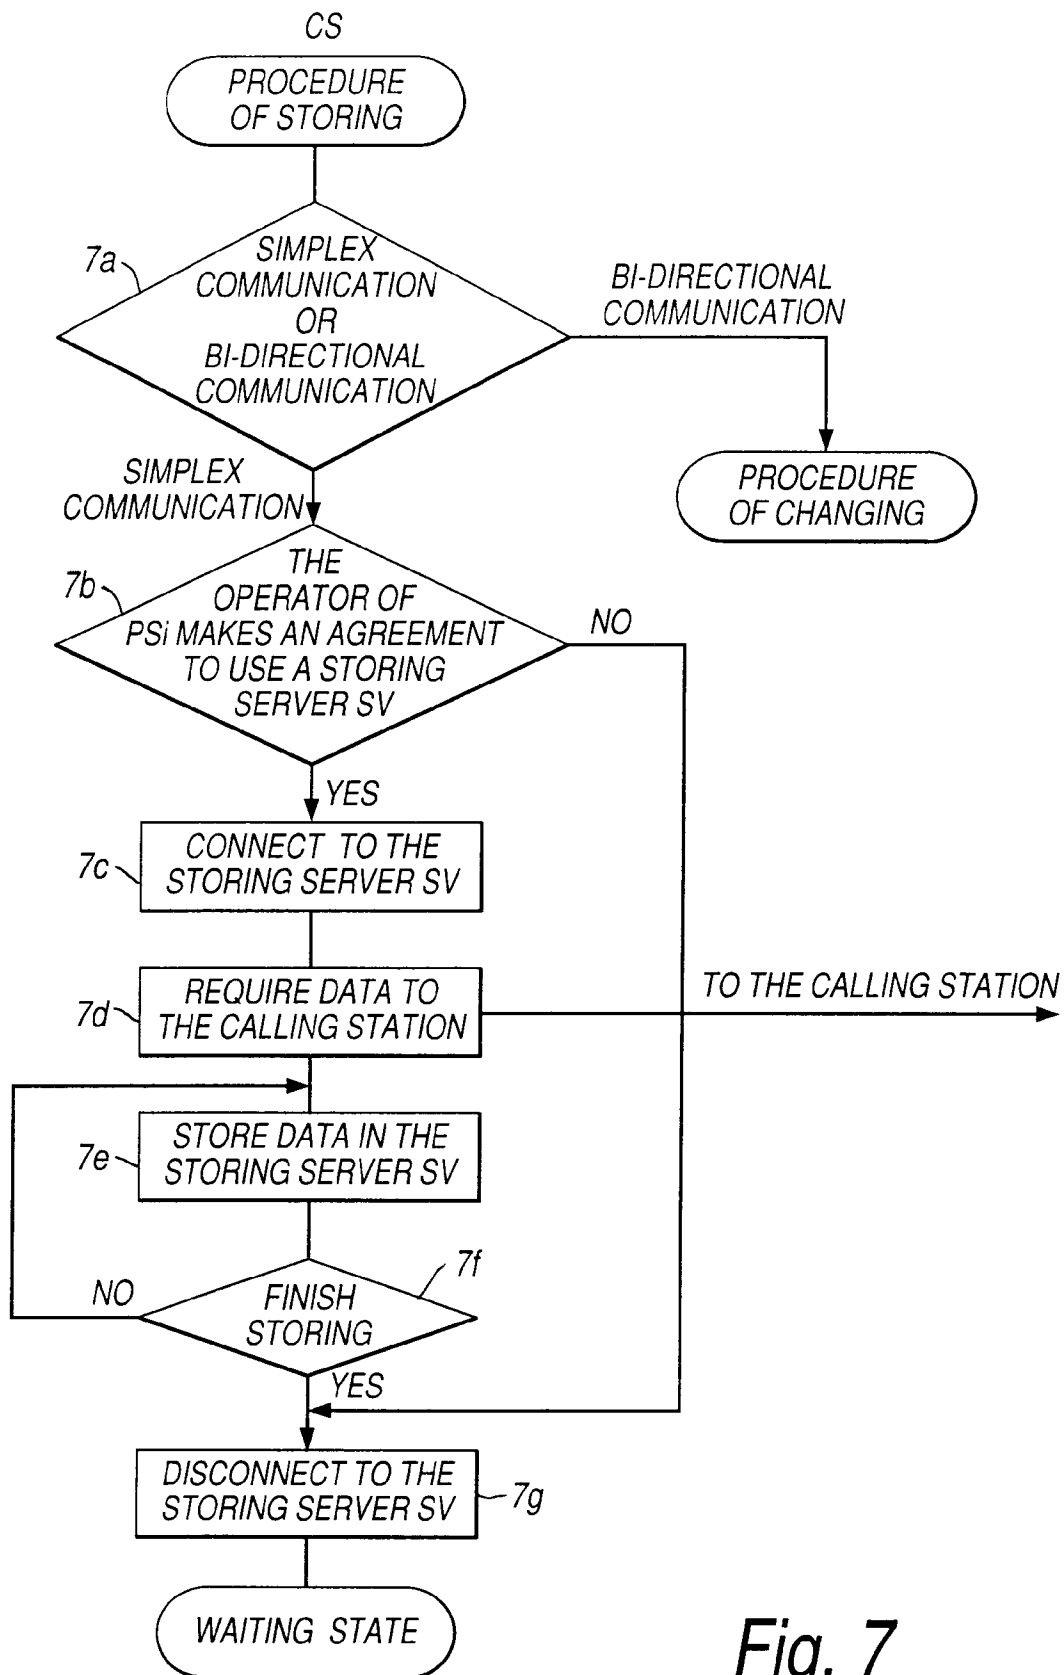 CS
PROCEDURE
OF STORING
7a
SIMPLEX
COMMUNICATION
OR
BI-DIRECTIONAL
COMMUNICATION
BI-DIRECTIONAL
COMMUNICATION
PROCEDURE
OF CHANGING
SIMPLEX
COMMUNICATION
7b
THE
OPERATOR OF
PSi MAKES AN AGREEMENT
TO USE A STORING
SERVER SV
NO
YES
7c
CONNECT TO THE
STORING SERVER SV
7d
REQUIRE DATA TO
THE CALLING STATION
TO THE CALLING STATION
7e
STORE DATA IN THE
STORING SERVER SV
7f
NO
FINISH
STORING
YES
DISCONNECT TO THE
STORING SERVER SV
7g
WAITING STATE
Fig. 7